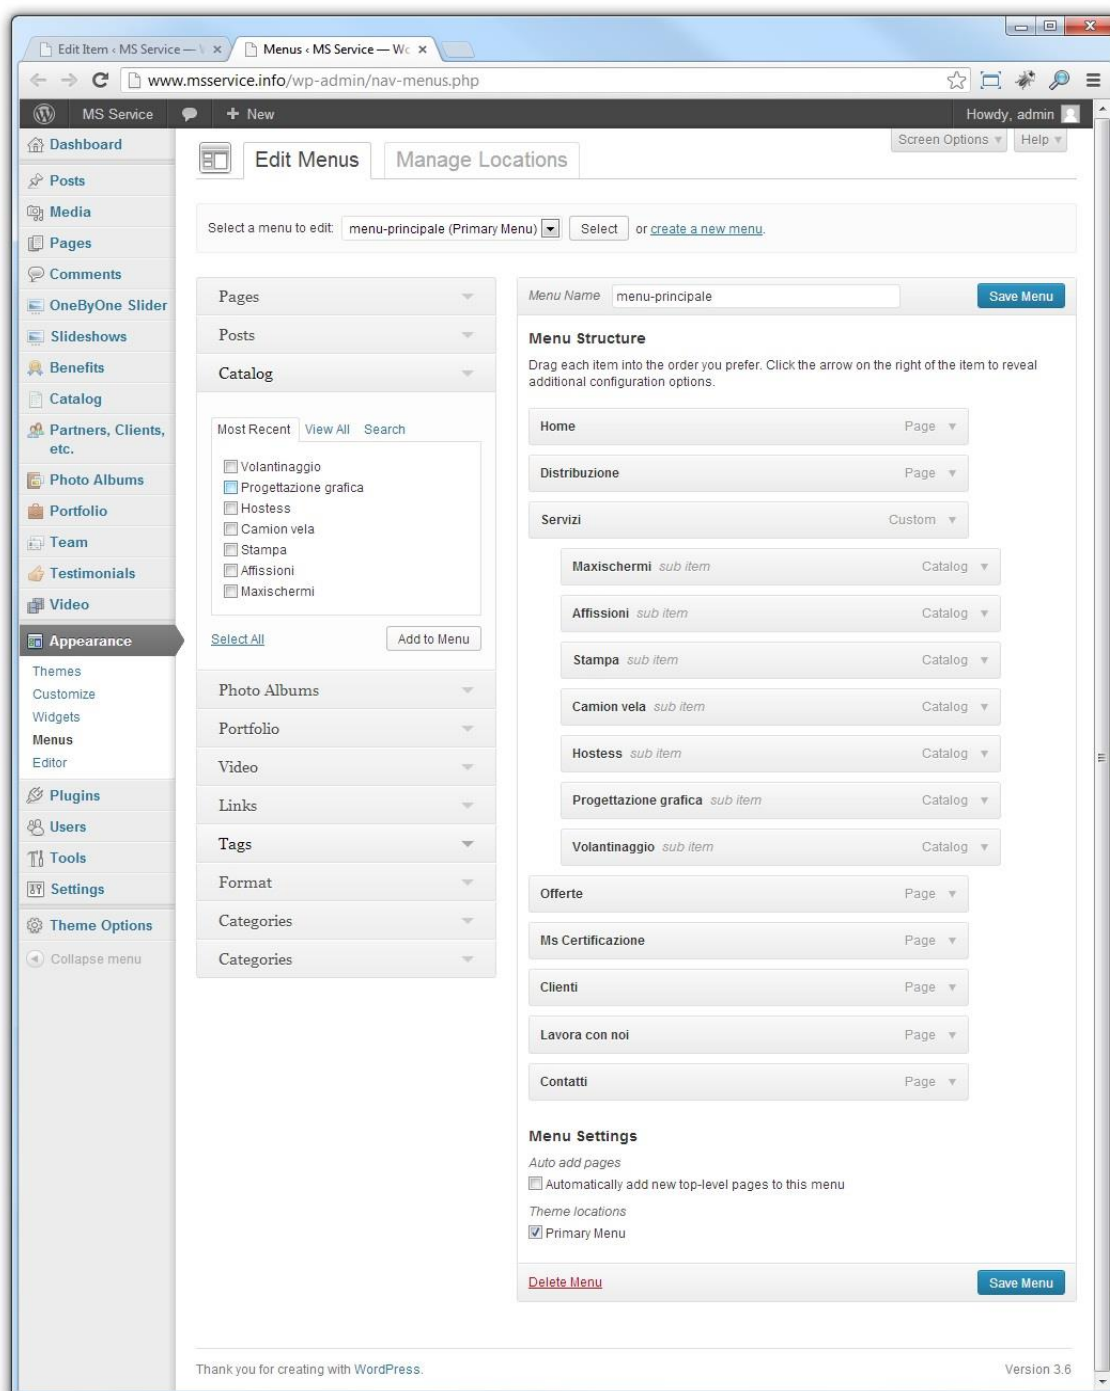 Edit Item ‹ MS Service —
Menus ‹ MS Service — Wc
www.msservice.info/wp-admin/nav-menus.php
MS Service
+ New
Howdy, admin
Dashboard
Posts
Media
Pages
Comments
OneByOne Slider
Slideshows
Benefits
Catalog
Partners, Clients,
etc.
Photo Albums
Portfolio
Team
Testimonials
Video
Appearance
Themes
Customize
Widgets
Menus
Editor
Plugins
Users
Tools
Settings
Theme Options
Collapse menu
Screen Options
Help
Edit Menus
Manage Locations
Select a menu to edit: menu-principale (Primary Menu) Select or create a new menu.
Pages
Posts
Catalog
Most Recent View All Search
Volantinaggio
Progettazione grafica
Hostess
Camion vela
Stampa
Affissioni
Maxischermi
Select All
Add to Menu
Photo Albums
Portfolio
Video
Links
Tags
Format
Categories
Categories
Menu Name menu-principale
Save Menu
Menu Structure
Drag each item into the order you prefer. Click the arrow on the right of the item to reveal
additional configuration options.
Home Page
Distribuzione Page
Servizi Custom
Maxischermi sub item Catalog
Affissioni sub item Catalog
Stampa sub item Catalog
Camion vela sub item Catalog
Hostess sub item Catalog
Progettazione grafica sub item Catalog
Volantinaggio sub item Catalog
Offerte Page
Ms Certificazione Page
Clienti Page
Lavora con noi Page
Contatti Page
Menu Settings
Auto add pages
Automatically add new top-level pages to this menu
Theme locations
Primary Menu
Delete Menu
Save Menu
Thank you for creating with WordPress.
Version 3.6